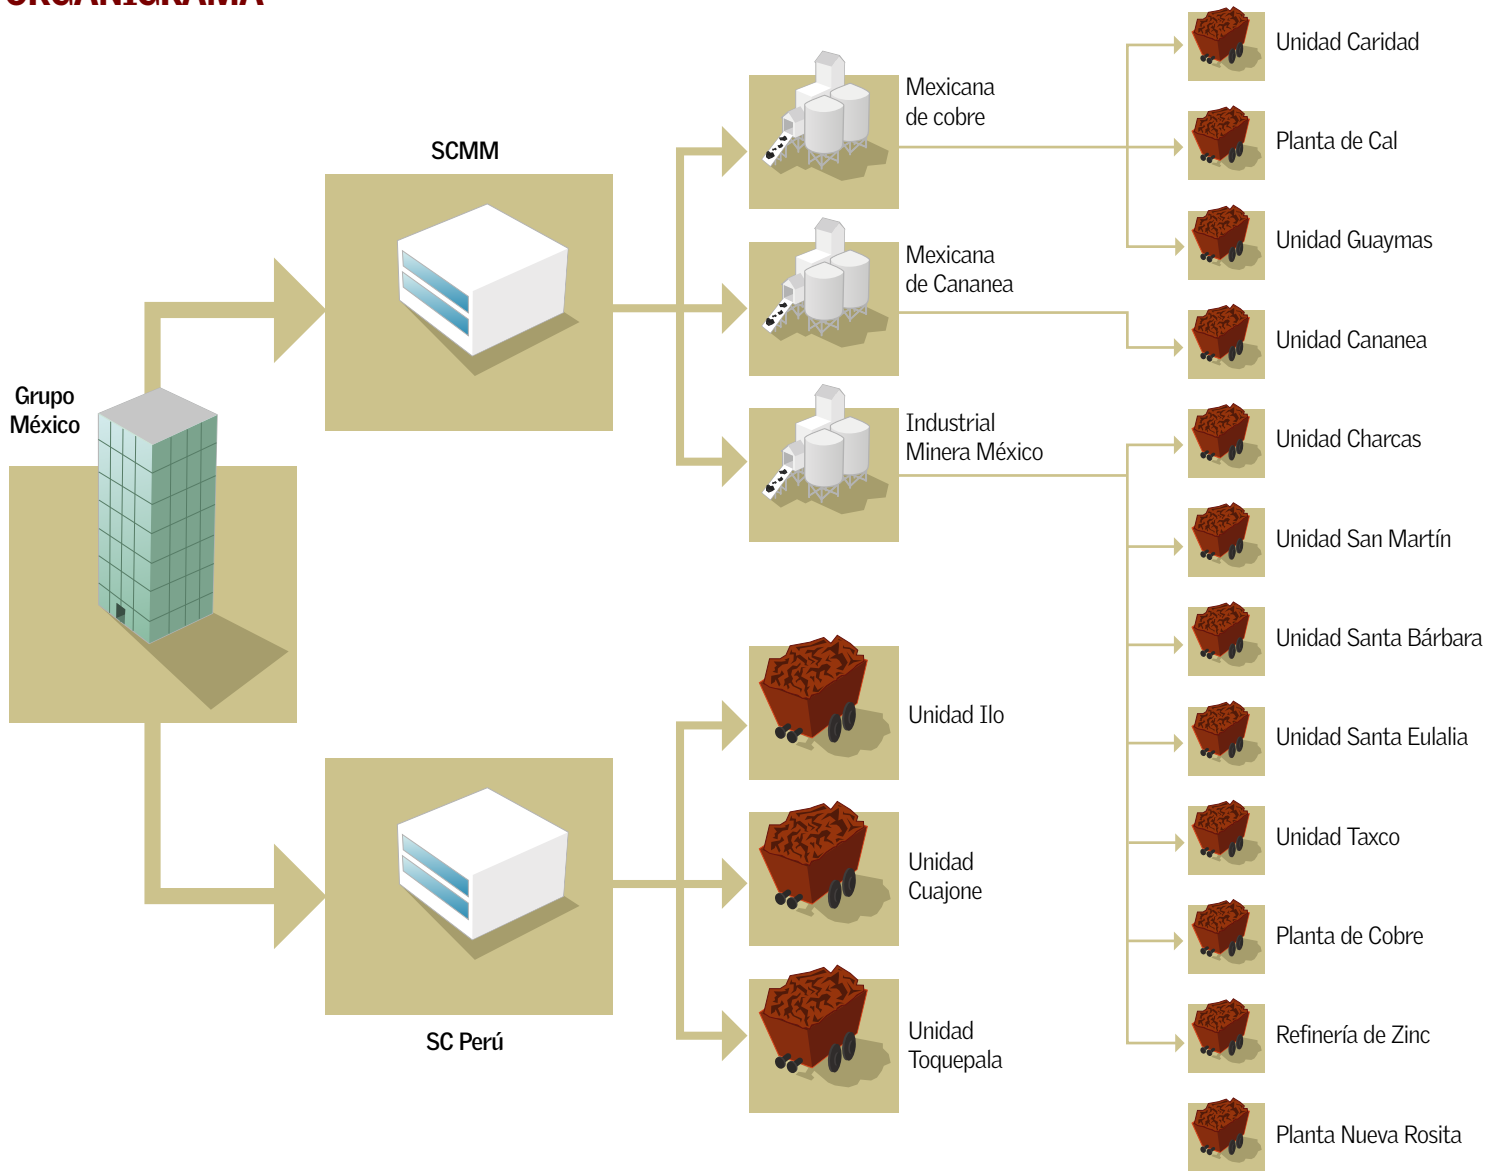 ORGANIGRAMA
Grupo
México
SCMM
SC Perú
Mexicana
de cobre
Mexicana
de Cananea
Industrial
Minera México
Unidad Ilo
Unidad
Cuajone
Unidad
Toquepala
Unidad Caridad
Planta de Cal
Unidad Guaymas
Unidad Cananea
Unidad Charcas
Unidad San Martín
Unidad Santa Bárbara
Unidad Santa Eulalia
Unidad Taxco
Planta de Cobre
Refinería de Zinc
Planta Nueva Rosita